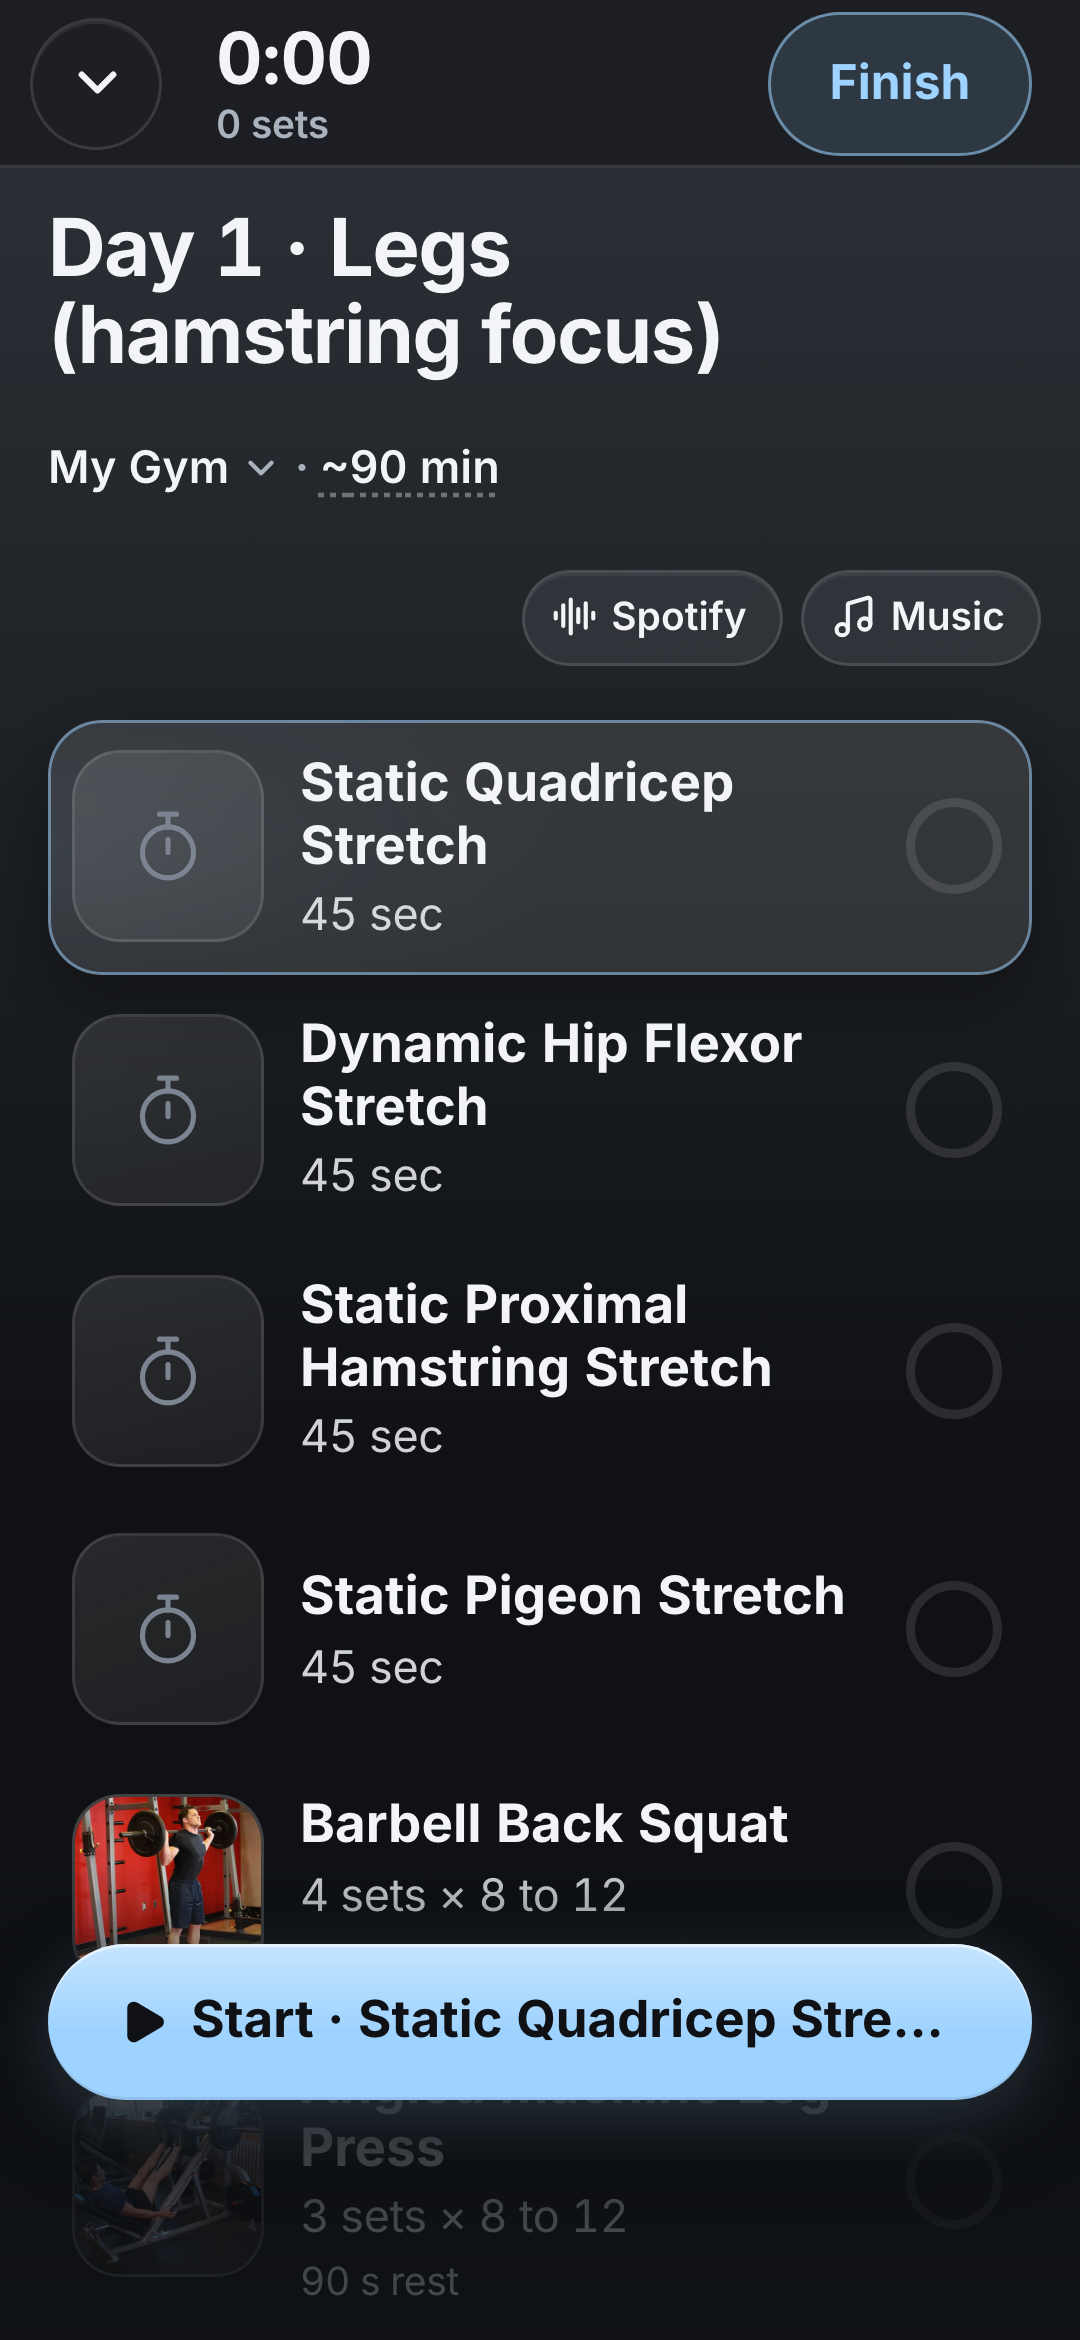 0:00
0 sets
Finish
Day 1 · Legs
(hamstring focus)
My Gym · ~90 min
Spotify
Music
Static Quadricep
Stretch
45 sec
Dynamic Hip Flexor
Stretch
45 sec
Static Proximal
Hamstring Stretch
45 sec
Static Pigeon Stretch
45 sec
Barbell Back Squat
4 sets × 8 to 12
Start · Static Quadricep Stre...
Angled Machine Leg
Press
3 sets × 8 to 12
90 s rest